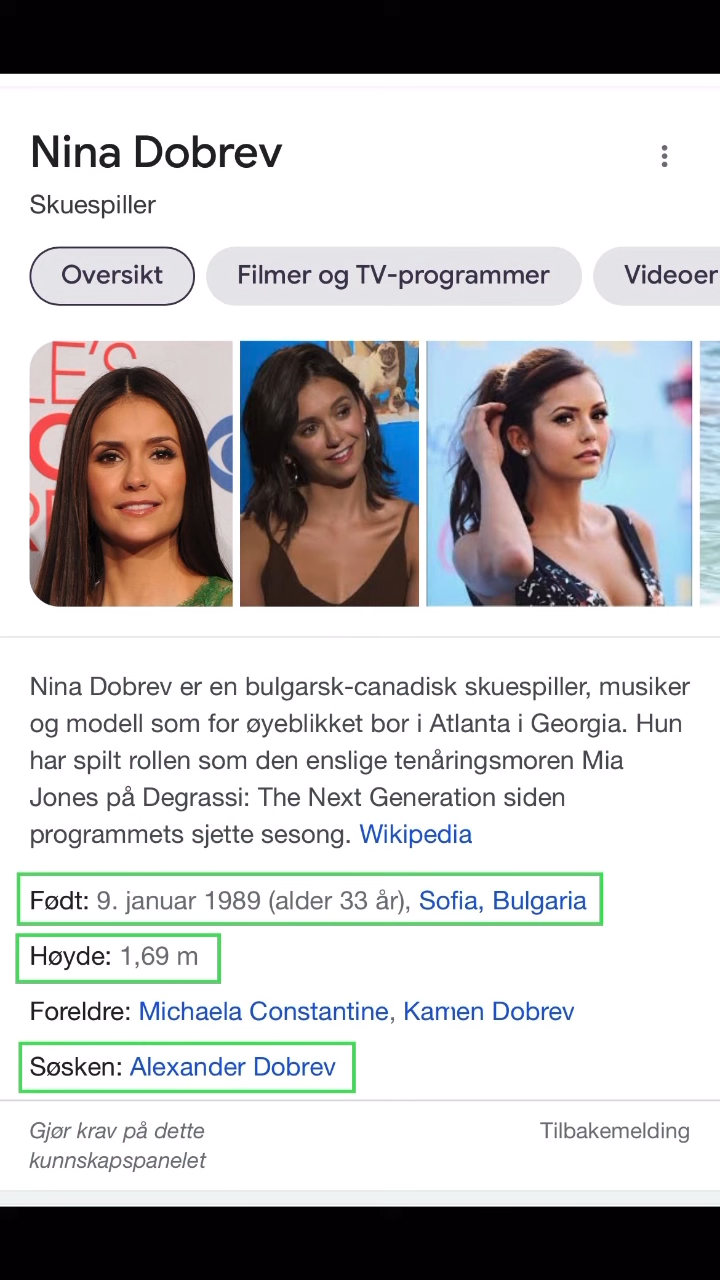 Nina Dobrev
Skuespiller
Oversikt
Filmer og TV-programmer
Videoer
LE'S
Nina Dobrev er en bulgarsk-canadisk skuespiller, musiker
og modell som for øyeblikket bor i Atlanta i Georgia. Hun
har spilt rollen som den enslige tenåringsmoren Mia
Jones på Degrassi: The Next Generation siden
programmets sjette sesong. Wikipedia
Født: 9. januar 1989 (alder 33 år), Sofia, Bulgaria
Høyde: 1,69 m
Foreldre: Michaela Constantine, Kamen Dobrev
Søsken: Alexander Dobrev
Gjør krav på dette
kunnskapspanelet
Tilbakemelding